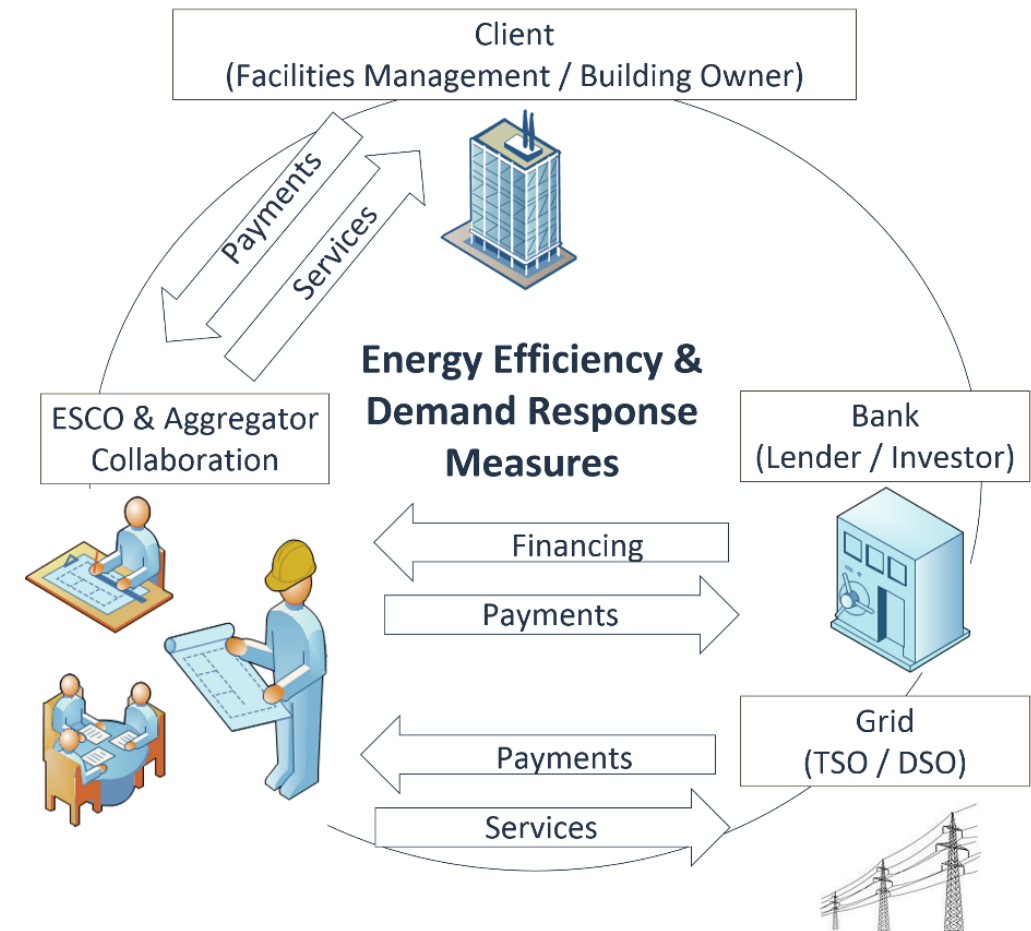 Client
(Facilities Management / Building Owner)
Payments
Services
Energy Efficiency &
Demand Response
Measures
ESCO & Aggregator
Collaboration
Bank
(Lender / Investor)
Financing
Payments
Grid
(TSO / DSO)
Payments
Services